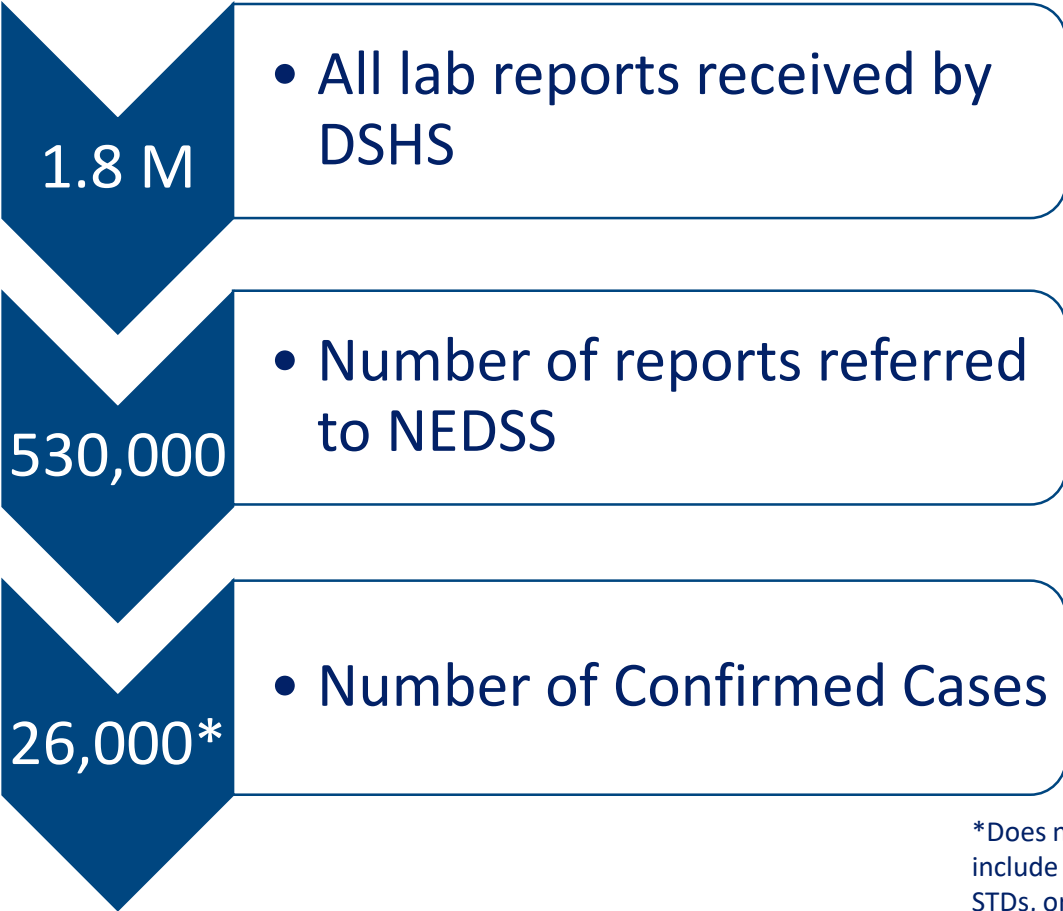 1.8 M
• All lab reports received by
DSHS
530,000
• Number of reports referred
to NEDSS
26,000*
• Number of Confirmed Cases
*Does
include
STDs, or